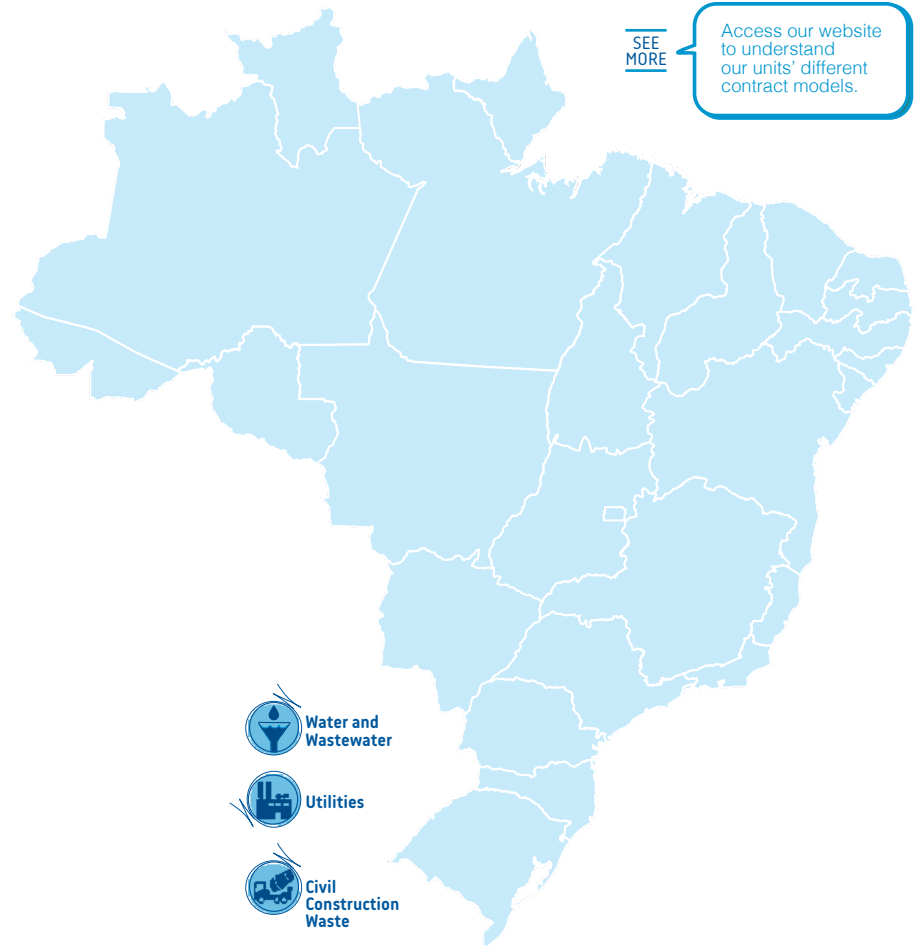 SEE
MORE
Access our website
to understand
our units’ different
contract models.
Water and
Wastewater
Utilities
Civil
Construction
Waste